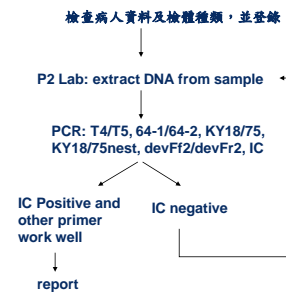 檢查病人資料及檢體種類，並登錄
P2 Lab: extract DNA from sample
PCR: T4/T5, 64-1/64-2, KY18/75,
KY18/75nest, devFf2/devFr2, IC
IC Positive and
other primer
work well
IC negative
report